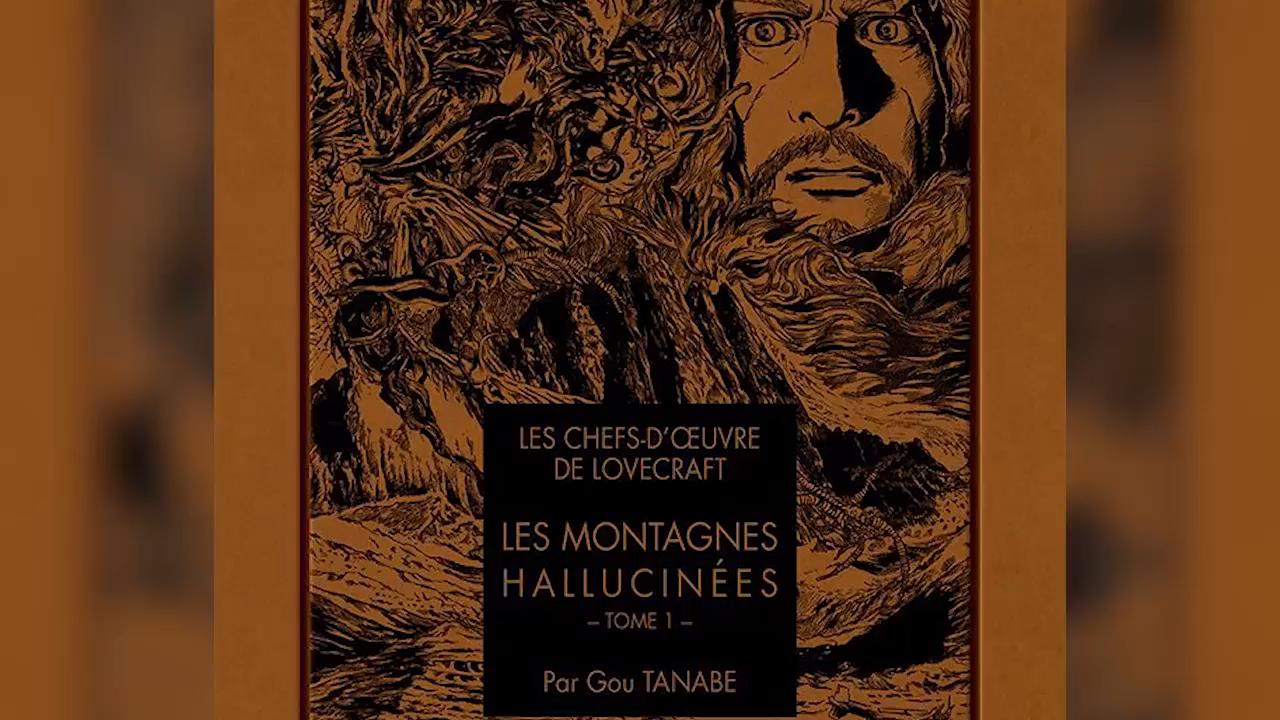 LES CHEFS-D'ŒUVRE
DE LOVECRAFT
LES MONTAGNES
HALLUCINÉES
– TOME 1 –
Par Gou TANABE